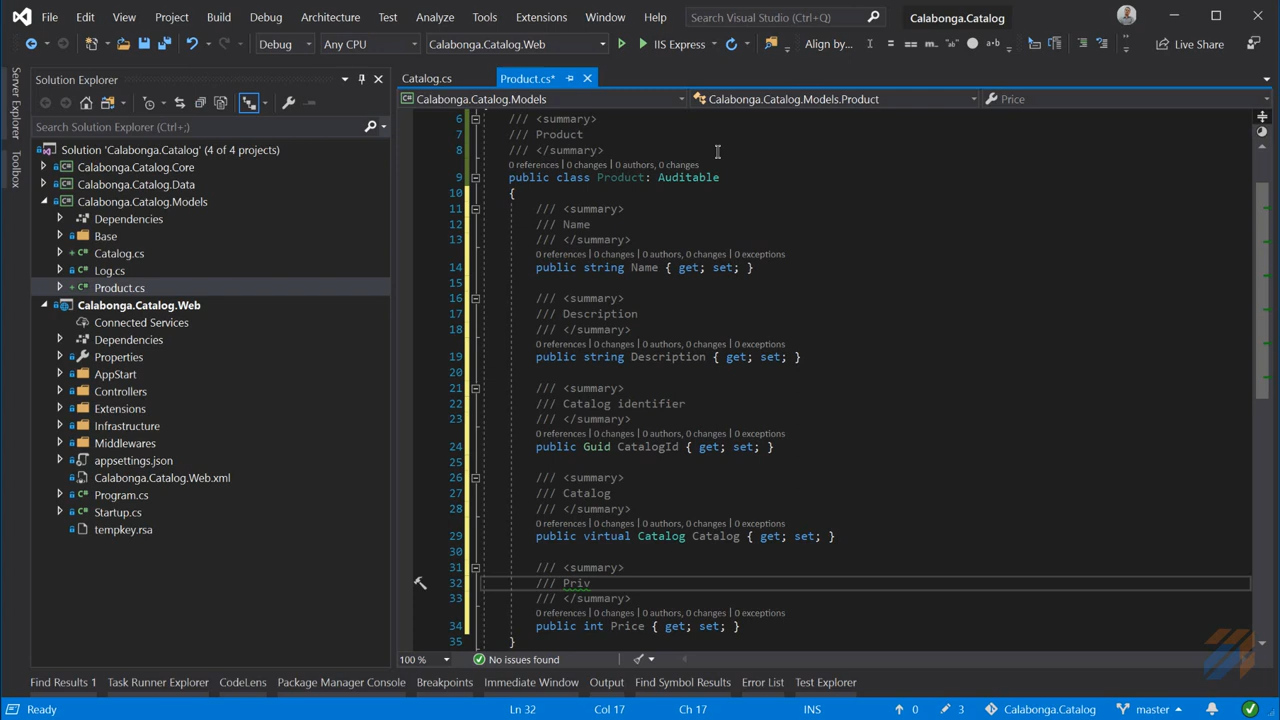 File Edit View Project Build Debug Architecture Test Analyze Tools Extensions Window Help Search Visual Studio (Ctrl+Q) Calabonga.Catalog
Debug Any CPU Calabonga.Catalog.Web IIS Express Align by... Live Share
Server Explorer
Toolbox
Solution Explorer
Search Solution Explorer (Ctrl+;)
Solution 'Calabonga.Catalog' (4 of 4 projects)
Calabonga.Catalog.Core
Calabonga.Catalog.Data
Calabonga.Catalog.Models
Dependencies
Base
Catalog.cs
Log.cs
Product.cs
Calabonga.Catalog.Web
Connected Services
Dependencies
Properties
AppStart
Controllers
Extensions
Infrastructure
Middlewares
appsettings.json
Calabonga.Catalog.Web.xml
Program.cs
Startup.cs
tempkey.rsa
Catalog.cs Product.cs*
Calabonga.Catalog.Models Calabonga.Catalog.Models.Product Price
6 /// <summary>
7 /// Product
8 /// </summary>
0 references | 0 changes | 0 authors, 0 changes
9 public class Product: Auditable
10 {
11 /// <summary>
12 /// Name
13 /// </summary>
0 references | 0 changes | 0 authors, 0 changes | 0 exceptions
14 public string Name { get; set; }
15
16 /// <summary>
17 /// Description
18 /// </summary>
0 references | 0 changes | 0 authors, 0 changes | 0 exceptions
19 public string Description { get; set; }
20
21 /// <summary>
22 /// Catalog identifier
23 /// </summary>
0 references | 0 changes | 0 authors, 0 changes | 0 exceptions
24 public Guid CatalogId { get; set; }
25
26 /// <summary>
27 /// Catalog
28 /// </summary>
0 references | 0 changes | 0 authors, 0 changes | 0 exceptions
29 public virtual Catalog Catalog { get; set; }
30
31 /// <summary>
32 /// Priv
33 /// </summary>
0 references | 0 changes | 0 authors, 0 changes | 0 exceptions
34 public int Price { get; set; }
35 }
100 % No issues found
Find Results 1 Task Runner Explorer CodeLens Package Manager Console Breakpoints Immediate Window Output Find Symbol Results Error List Test Explorer
Ready Ln 32 Col 17 Ch 17 INS 0 3 Calabonga.Catalog master